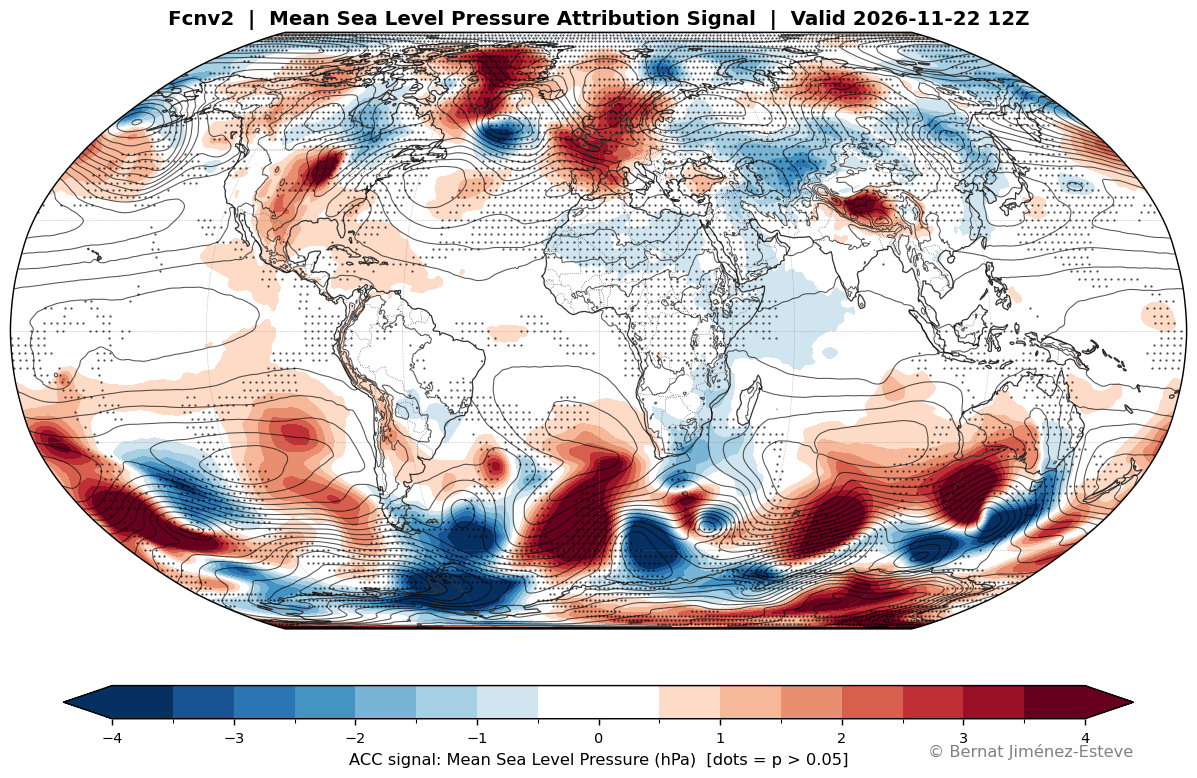 Fcnv2 | Mean Sea Level Pressure Attribution Signal | Valid 2026-11-22 12Z
−4 −3 −2 −1 0 1 2 3 4
ACC signal: Mean Sea Level Pressure (hPa) [dots = p > 0.05]
© Bernat Jiménez-Esteve